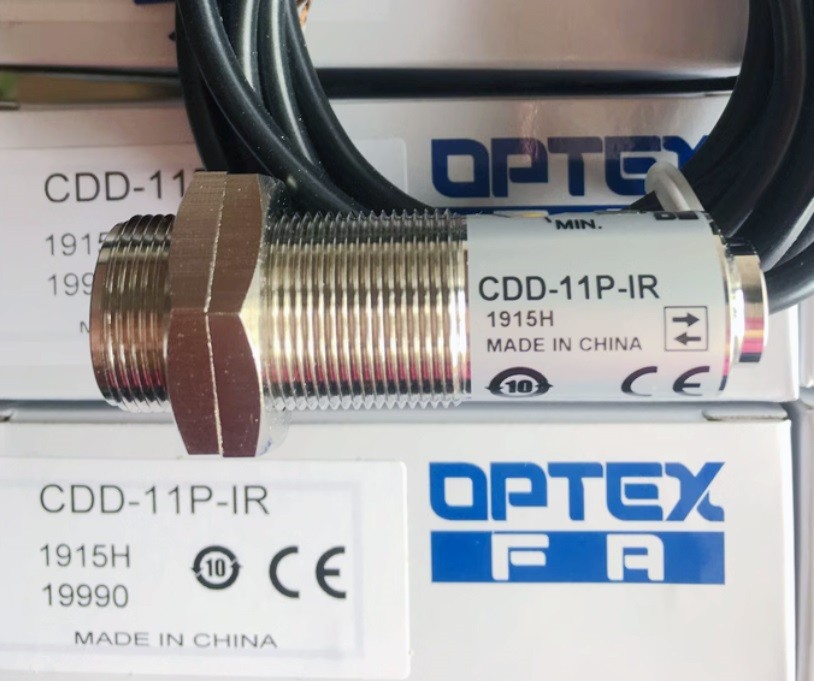 CDD-11
OPTEX
1915
199
MIN.
CDD-11P-IR
1915H
MADE IN CHINA
10 CE
OPTEX
FA
CDD-11P-IR
1915H 10 CE
19990
MADE IN CHINA